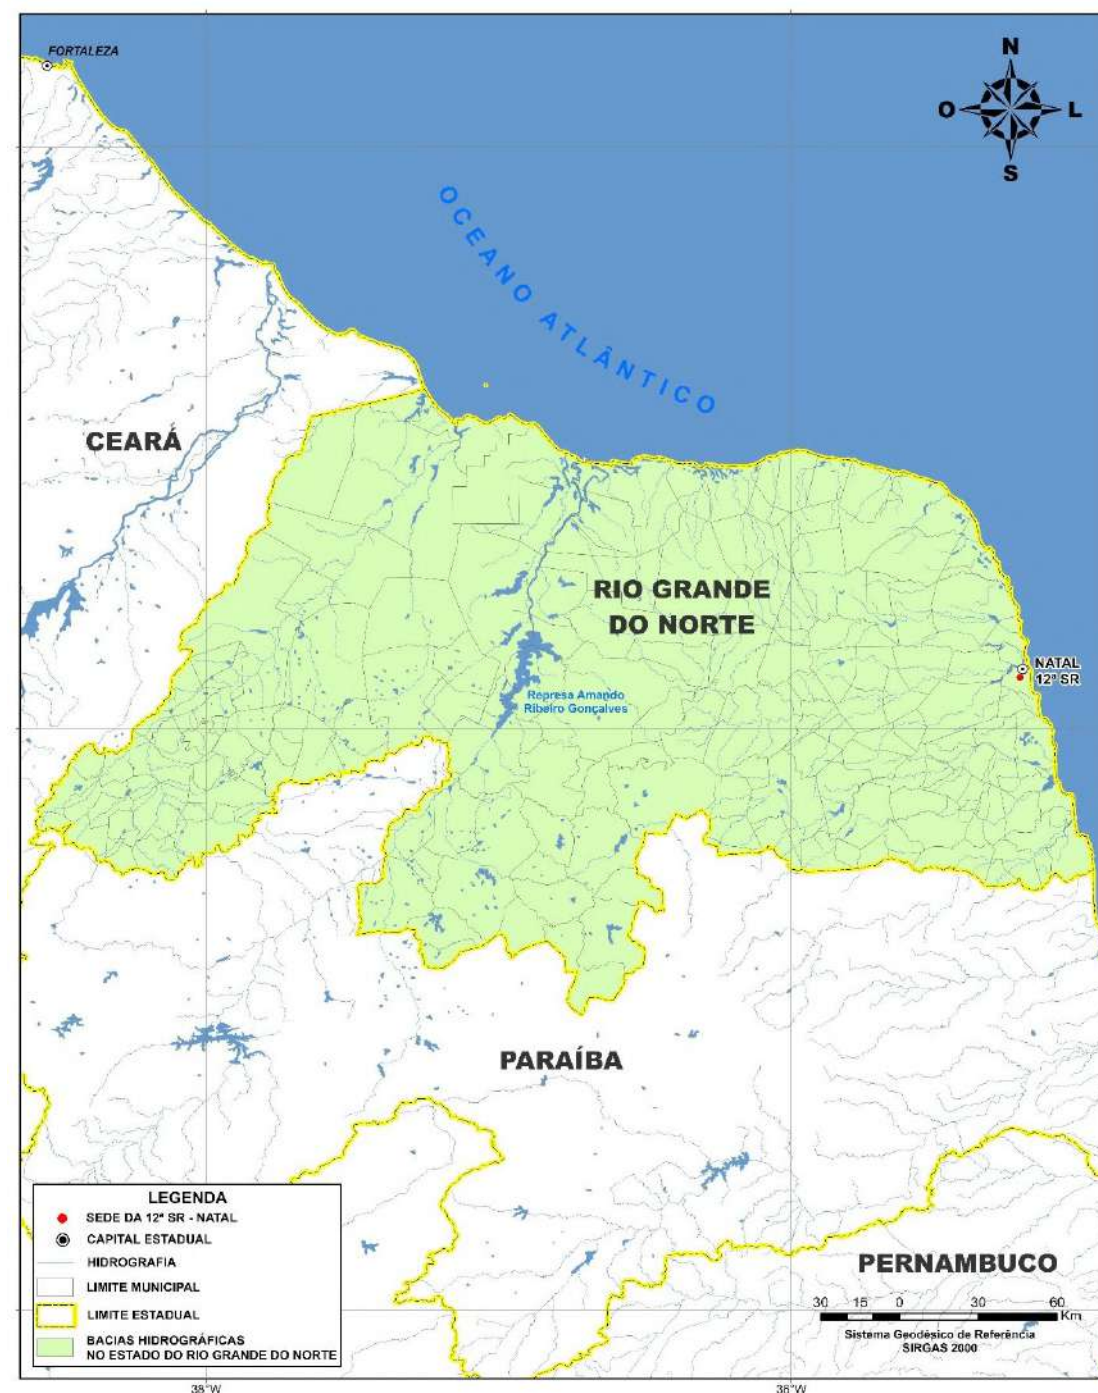 FORTALEZA
N
O
L
S
OCEANO ATLÂNTICO
CEARÁ
RIO GRANDE
DO NORTE
NATAL
12ª SR
Represa Amando
Ribeiro Gonçalves
PARAÍBA
PERNAMBUCO
LEGENDA
SEDE DA 12ª SR - NATAL
CAPITAL ESTADUAL
HIDROGRAFIA
LIMITE MUNICIPAL
LIMITE ESTADUAL
BACIAS HIDROGRÁFICAS
NO ESTADO DO RIO GRANDE DO NORTE
30 15 0 30 60
Km
Sistema Geodésico de Referência
SIRGAS 2000
38°W
36°W